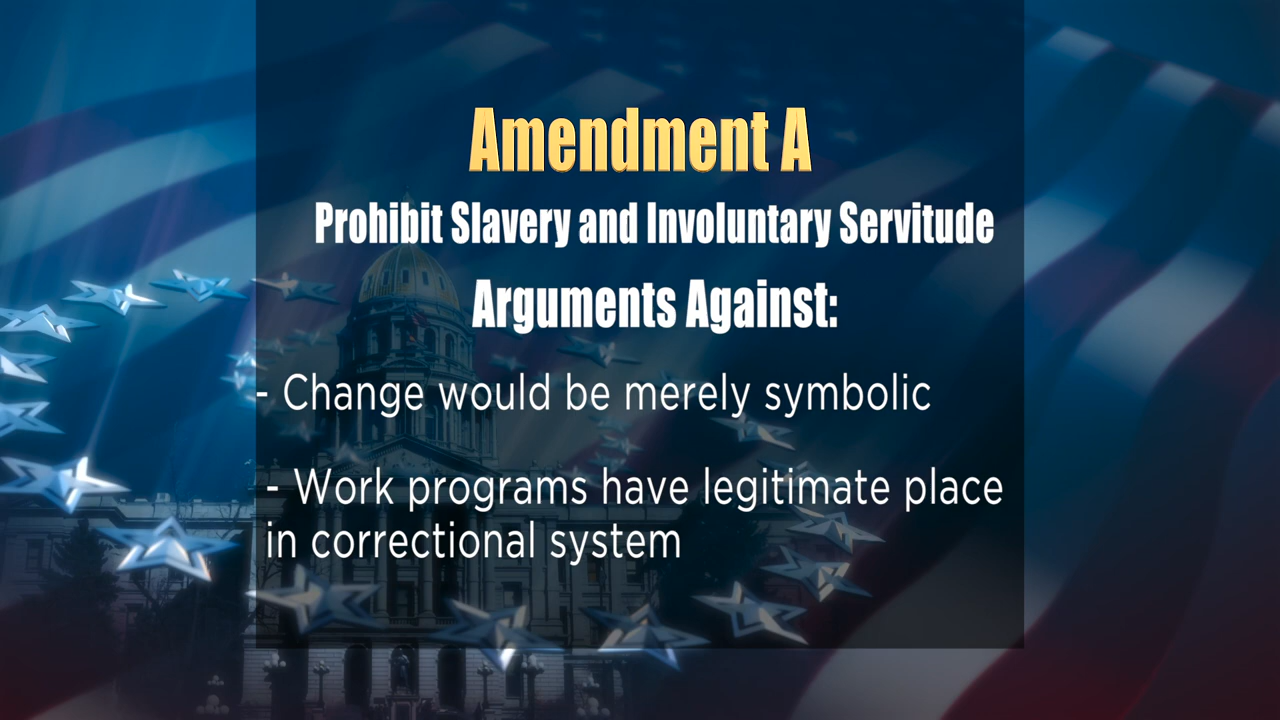 Amendment A
Prohibit Slavery and Involuntary Servitude
Arguments Against:
- Change would be merely symbolic
- Work programs have legitimate place
in correctional system